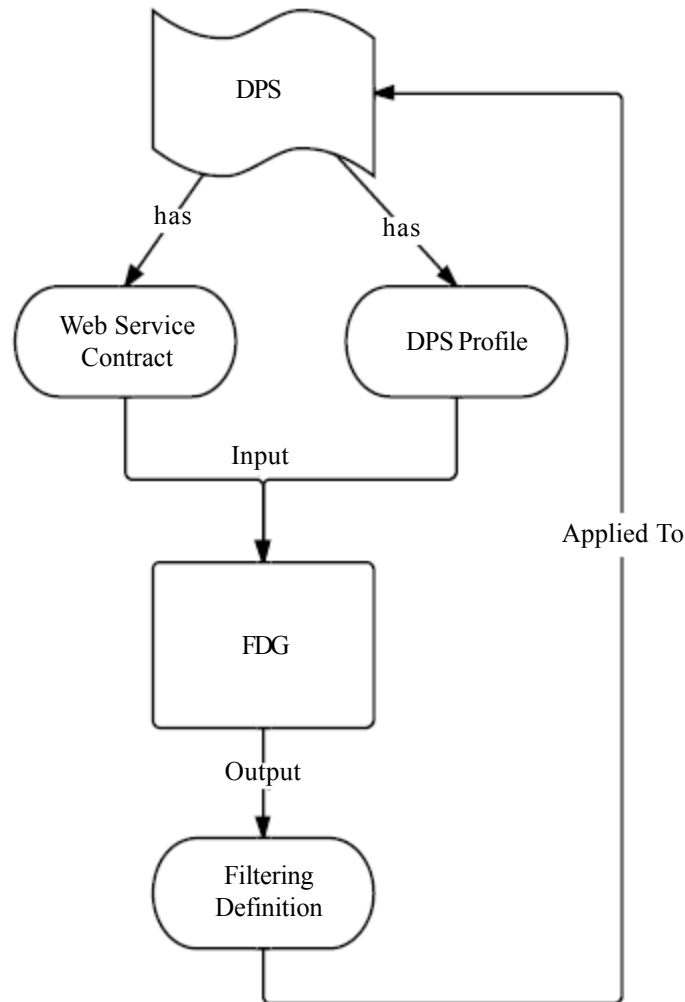 DPS
has
has
Web Service
Contract
DPS Profile
Input
Applied To
FDG
Output
Filtering
Definition